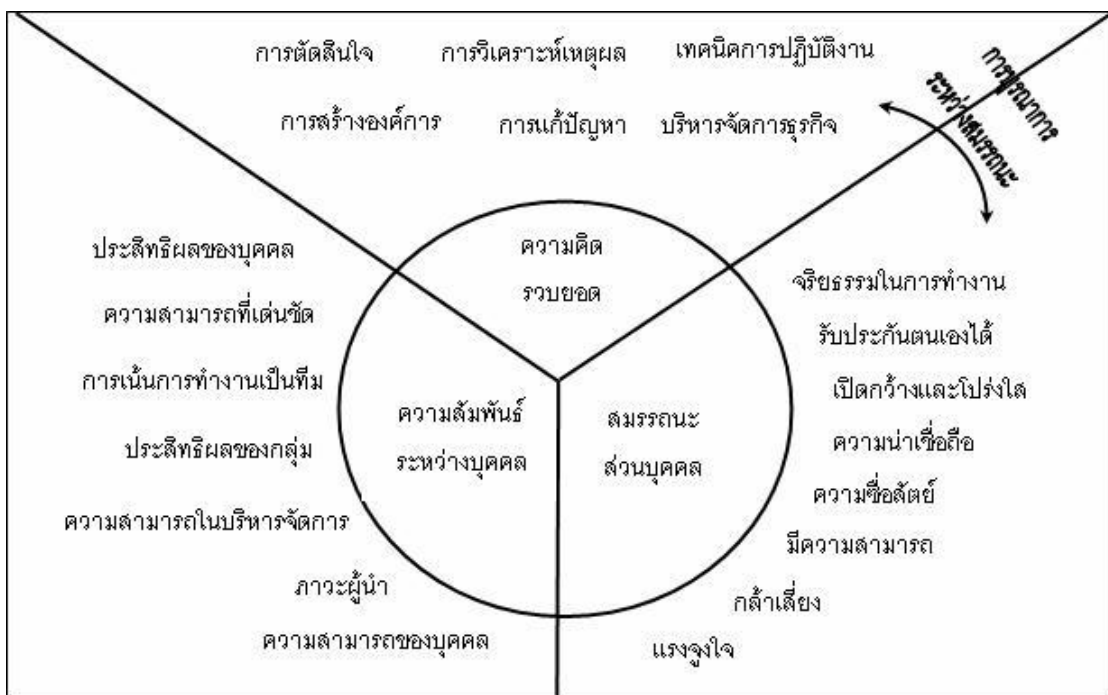 การตัดสินใจ การวิเคราะห์เหตุผล เทคนิคการปฏิบัติงาน
การสร้างองค์การ การแก้ปัญหา บริหารจัดการธุรกิจ
การบูรณาการ
ระหว่างสมรรถนะ
ความคิด
รวบยอด
ประสิทธิผลของบุคคล
ความสามารถที่เด่นชัด
การเน้นการทำงานเป็นทีม
ประสิทธิผลของกลุ่ม
ความสามารถในบริหารจัดการ
ภาวะผู้นำ
ความสามารถของบุคคล
ความสัมพันธ์
ระหว่างบุคคล
สมรรถนะ
ส่วนบุคคล
จริยธรรมในการทำงาน
รับประกันตนเองได้
เปิดกว้างและโปร่งใส
ความน่าเชื่อถือ
ความซื่อสัตย์
มีความสามารถ
กล้าเสี่ยง
แรงจูงใจ